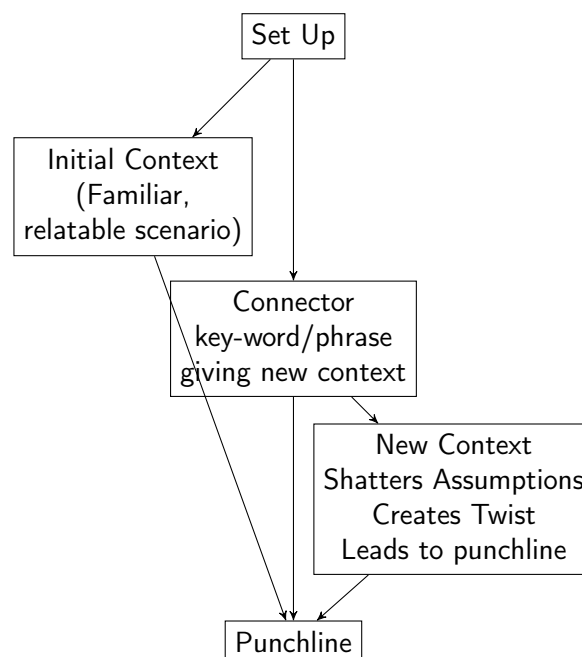 Set Up
Initial Context
(Familiar,
relatable scenario)
Connector
key-word/phrase
giving new context
New Context
Shatters Assumptions
Creates Twist
Leads to punchline
Punchline